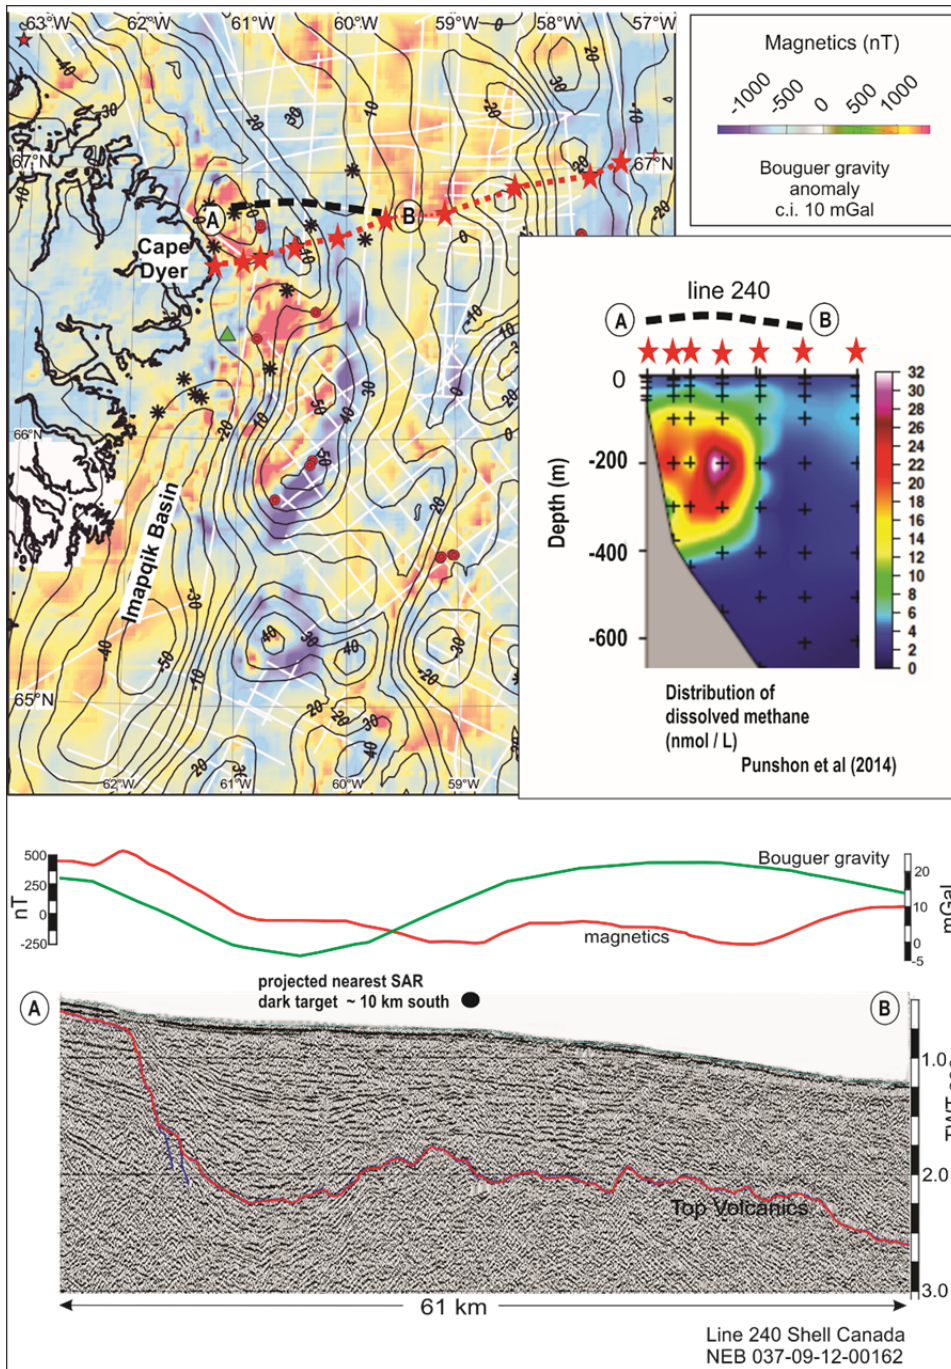 63°W 62°W 61°W 60°W 59°W 58°W 57°W
67°N
67°N
A
B
Cape
Dyer
66°N
Imapqik Basin
65°N
62°W 61°W 60°W 59°W
Magnetics (nT)
-1000 -500 0 500 1000
Bouguer gravity
anomaly
c.i. 10 mGal
line 240
A
B
0
-200
-400
-600
Depth (m)
32
30
28
26
24
22
20
18
16
14
12
10
8
6
4
2
0
Distribution of
dissolved methane
(nmol / L)
Punshon et al (2014)
500
250
0
-250
nT
Bouguer gravity
magnetics
20
10
0
-5
mGal
projected nearest SAR
dark target ~ 10 km south
A
B
1.0
2.0
3.0
Top Volcanics
61 km
Line 240 Shell Canada
NEB 037-09-12-00162